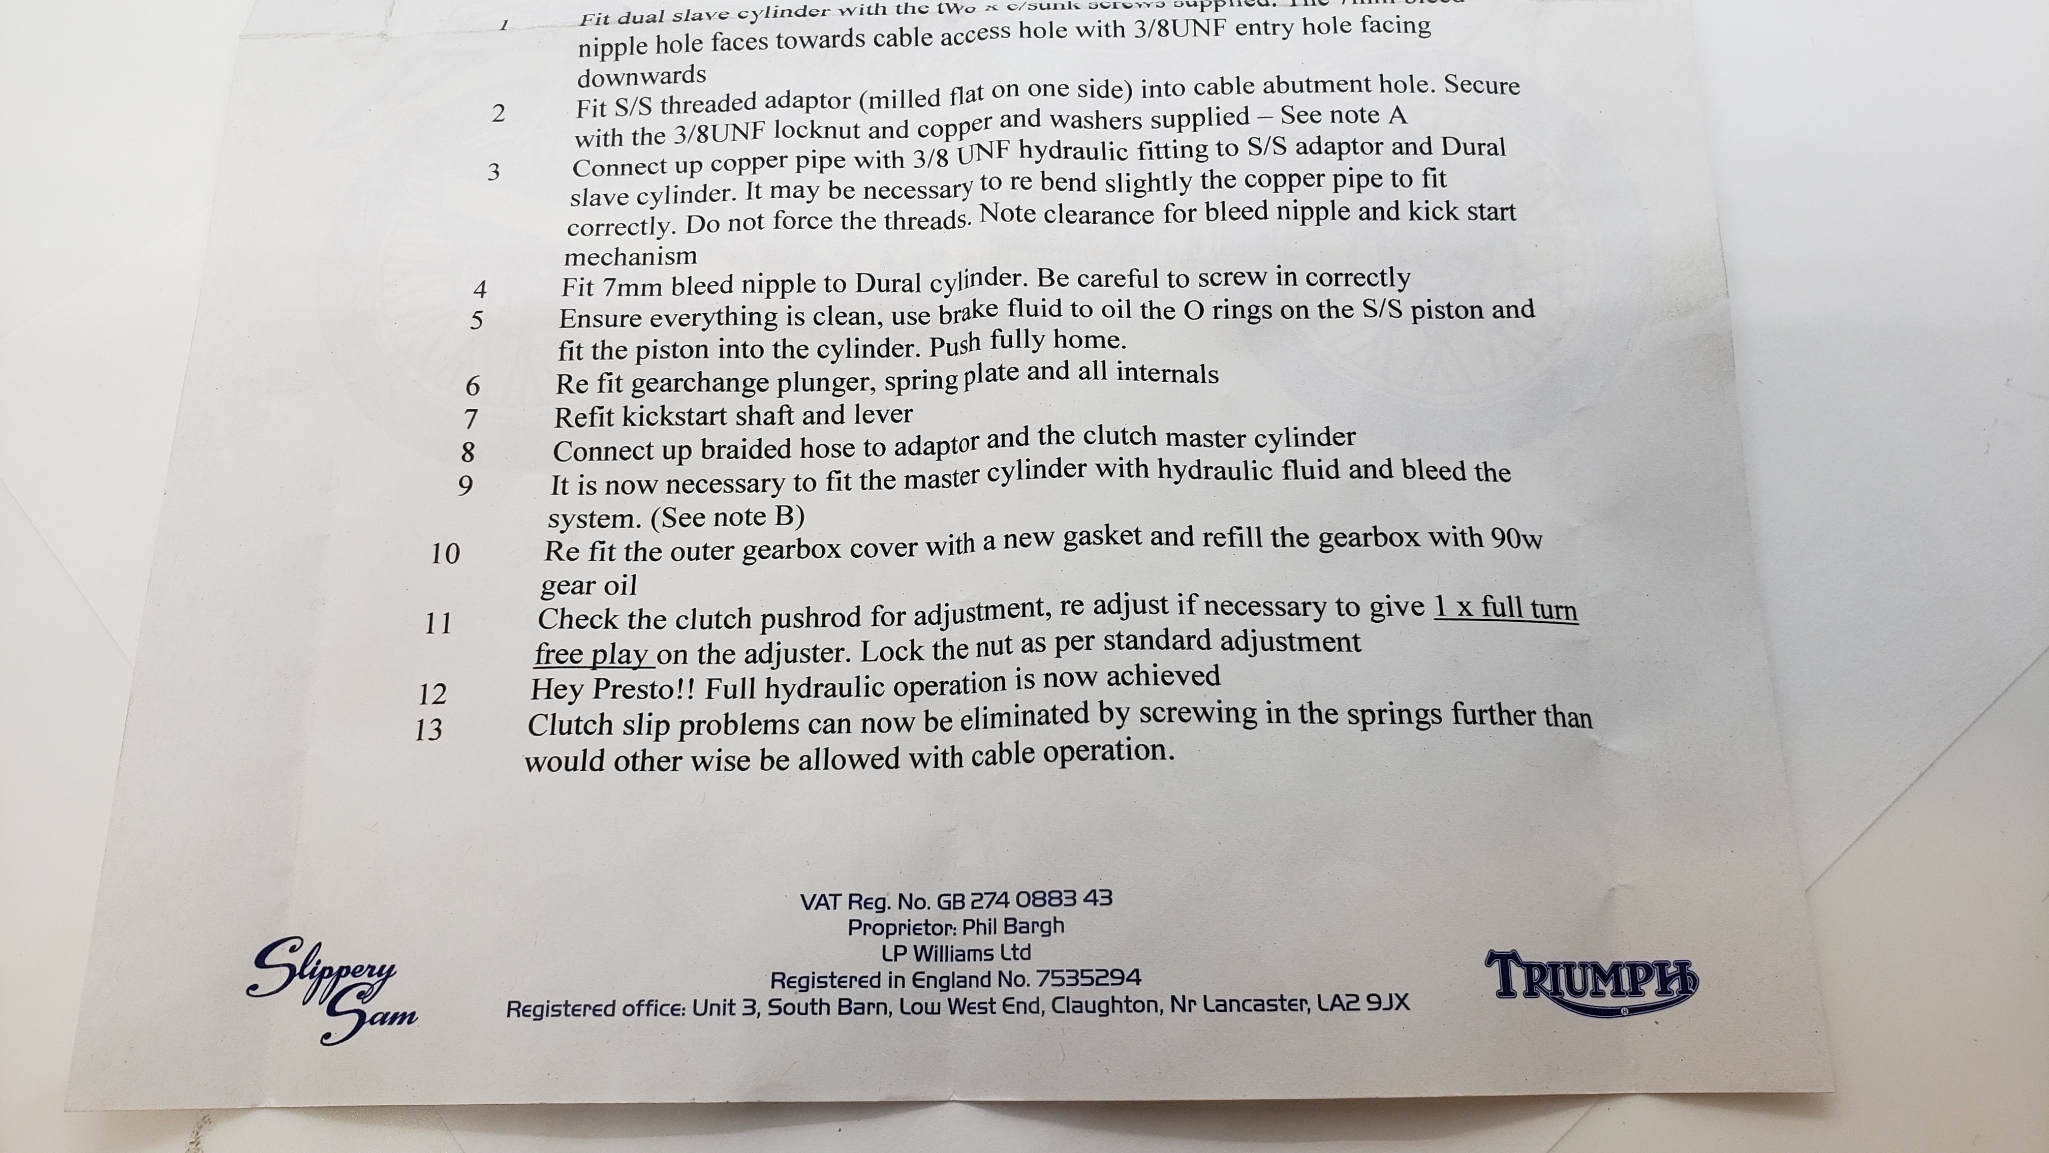 1 Fit dual slave cylinder with the two x c/sunk screws supplied. The 7mm bleed
nipple hole faces towards cable access hole with 3/8UNF entry hole facing
downwards
2 Fit S/S threaded adaptor (milled flat on one side) into cable abutment hole. Secure
with the 3/8UNF locknut and copper and washers supplied – See note A
3 Connect up copper pipe with 3/8 UNF hydraulic fitting to S/S adaptor and Dural
slave cylinder. It may be necessary to re bend slightly the copper pipe to fit
correctly. Do not force the threads. Note clearance for bleed nipple and kick start
mechanism
4 Fit 7mm bleed nipple to Dural cylinder. Be careful to screw in correctly
5 Ensure everything is clean, use brake fluid to oil the O rings on the S/S piston and
fit the piston into the cylinder. Push fully home.
6 Re fit gearchange plunger, spring plate and all internals
7 Refit kickstart shaft and lever
8 Connect up braided hose to adaptor and the clutch master cylinder
9 It is now necessary to fit the master cylinder with hydraulic fluid and bleed the
system. (See note B)
10 Re fit the outer gearbox cover with a new gasket and refill the gearbox with 90w
gear oil
11 Check the clutch pushrod for adjustment, re adjust if necessary to give 1 x full turn
free play on the adjuster. Lock the nut as per standard adjustment
12 Hey Presto!! Full hydraulic operation is now achieved
13 Clutch slip problems can now be eliminated by screwing in the springs further than
would other wise be allowed with cable operation.
VAT Reg. No. GB 274 0883 43
Proprietor: Phil Bargh
LP Williams Ltd
Registered in England No. 7535294
Registered office: Unit 3, South Barn, Low West End, Claughton, Nr Lancaster, LA2 9JX
Slippery
Sam
TRIUMPH